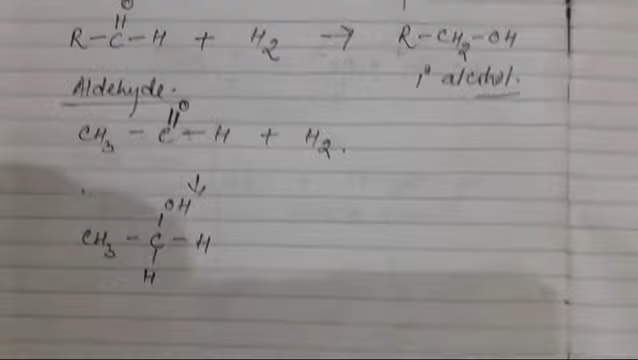 O
||
R-C-H + H2 → R-CH2-OH
Aldehyde. 1° alcohol.
O
||
CH3 - C - H + H2.
↓
OH
|
CH3 - C - H
|
H